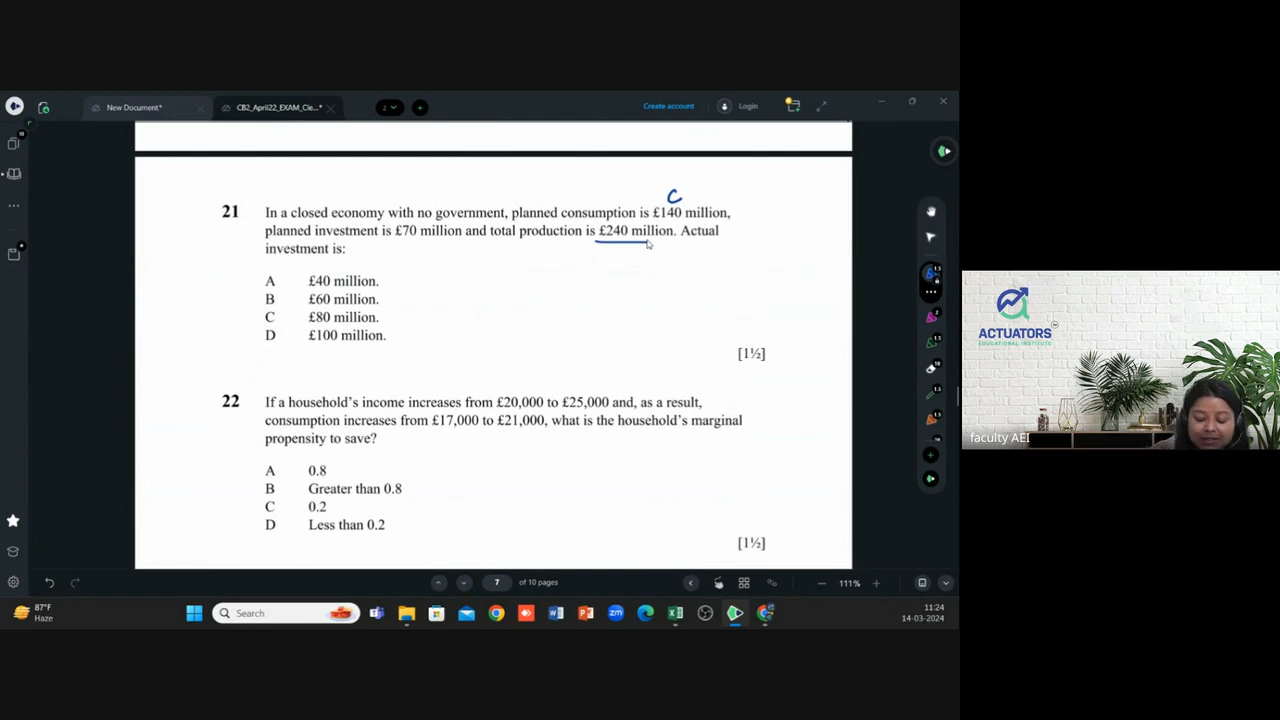 New Document*
CB2_April22_EXAM_Cle...*
2
Create account
Login
C
21 In a closed economy with no government, planned consumption is £140 million,
planned investment is £70 million and total production is £240 million. Actual
investment is:
A £40 million.
B £60 million.
C £80 million.
D £100 million.
[1½]
22 If a household's income increases from £20,000 to £25,000 and, as a result,
consumption increases from £17,000 to £21,000, what is the household's marginal
propensity to save?
A 0.8
B Greater than 0.8
C 0.2
D Less than 0.2
[1½]
7 of 10 pages
111%
87°F
Haze
Search
zm
11:24
14-03-2024
ACTUATORS
EDUCATIONAL INSTITUTE
faculty AEI